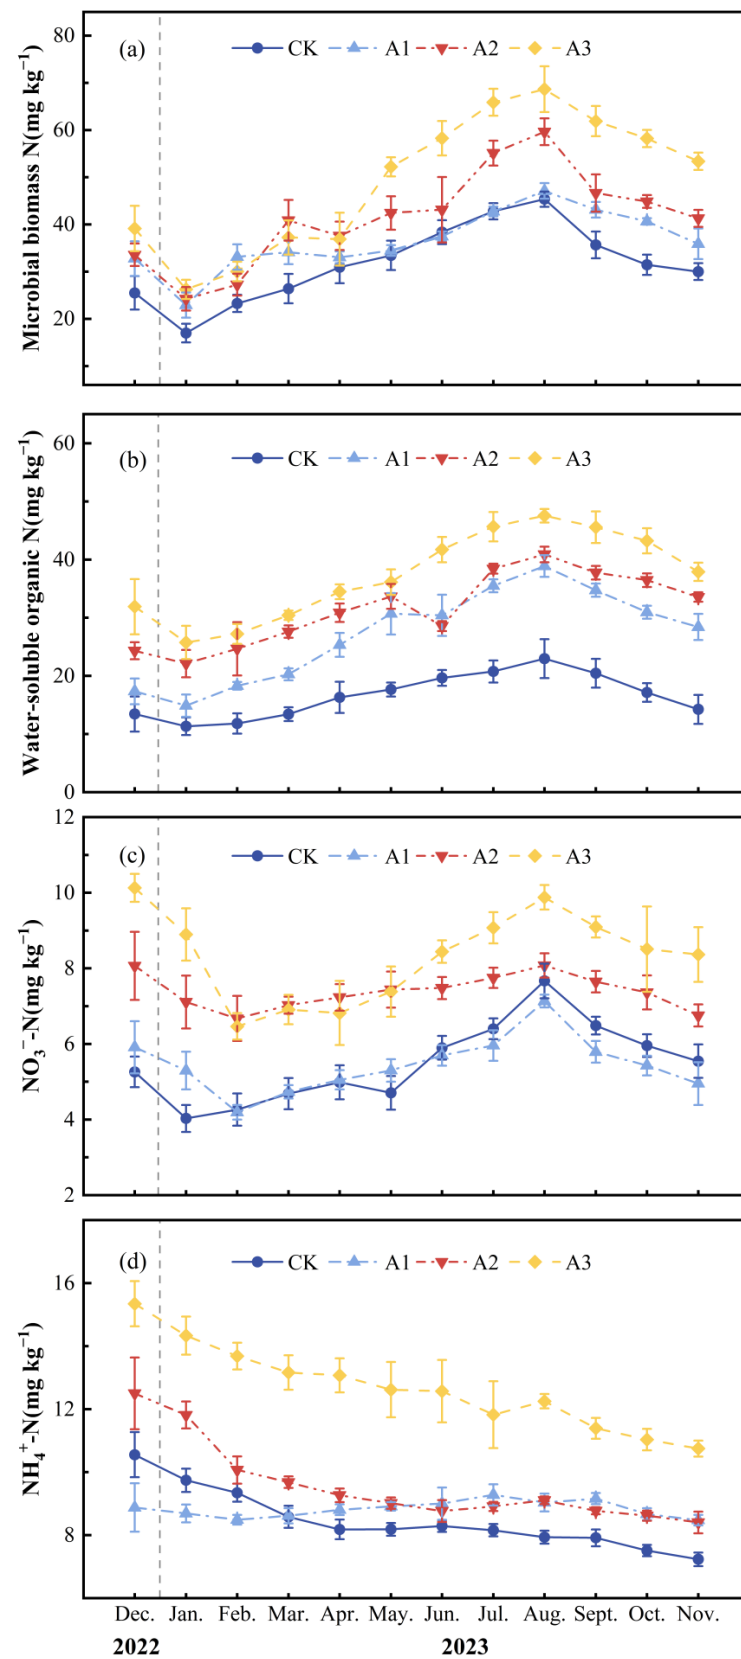 (a) CK A1 A2 A3
Microbial biomass N(mg kg⁻¹)
80
60
40
20
(b) CK A1 A2 A3
Water-soluble organic N(mg kg⁻¹)
60
40
20
0
(c) CK A1 A2 A3
NO₃⁻-N(mg kg⁻¹)
12
10
8
6
4
2
(d) CK A1 A2 A3
NH₄⁺-N(mg kg⁻¹)
16
12
8
Dec. Jan. Feb. Mar. Apr. May. Jun. Jul. Aug. Sept. Oct. Nov.
2022 2023